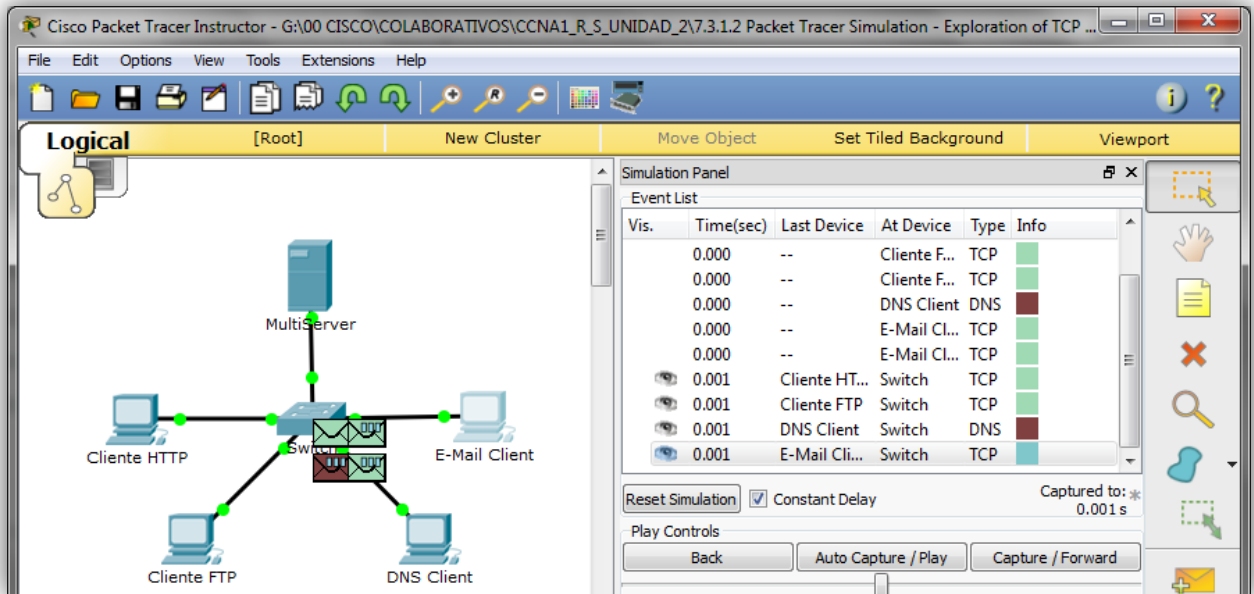 Cisco Packet Tracer Instructor - G:\00 CISCO\COLABORATIVOS\CCNA1_R_S_UNIDAD_2\7.3.1.2 Packet Tracer Simulation - Exploration of TCP ...
File Edit Options View Tools Extensions Help
Logical [Root] New Cluster Move Object Set Tiled Background Viewport
Simulation Panel
Event List
Vis. Time(sec) Last Device At Device Type Info
0.000 -- Cliente F... TCP
0.000 -- Cliente F... TCP
0.000 -- DNS Client DNS
0.000 -- E-Mail Cl... TCP
0.000 -- E-Mail Cl... TCP
0.001 Cliente HT... Switch TCP
0.001 Cliente FTP Switch TCP
0.001 DNS Client Switch DNS
0.001 E-Mail Cli... Switch TCP
Reset Simulation Constant Delay Captured to: *
0.001 s
Play Controls
Back Auto Capture / Play Capture / Forward
MultiServer
Switch
Cliente HTTP
E-Mail Client
Cliente FTP
DNS Client